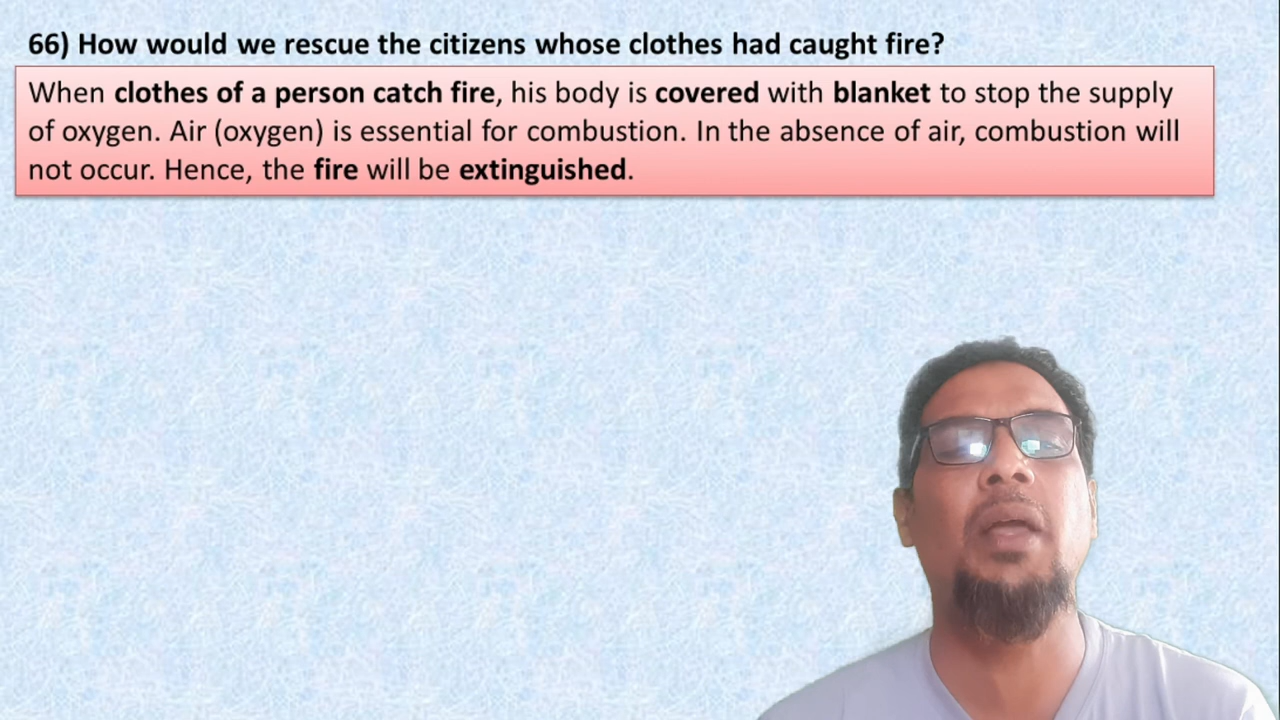 66) How would we rescue the citizens whose clothes had caught fire?
When clothes of a person catch fire, his body is covered with blanket to stop the supply
of oxygen. Air (oxygen) is essential for combustion. In the absence of air, combustion will
not occur. Hence, the fire will be extinguished.